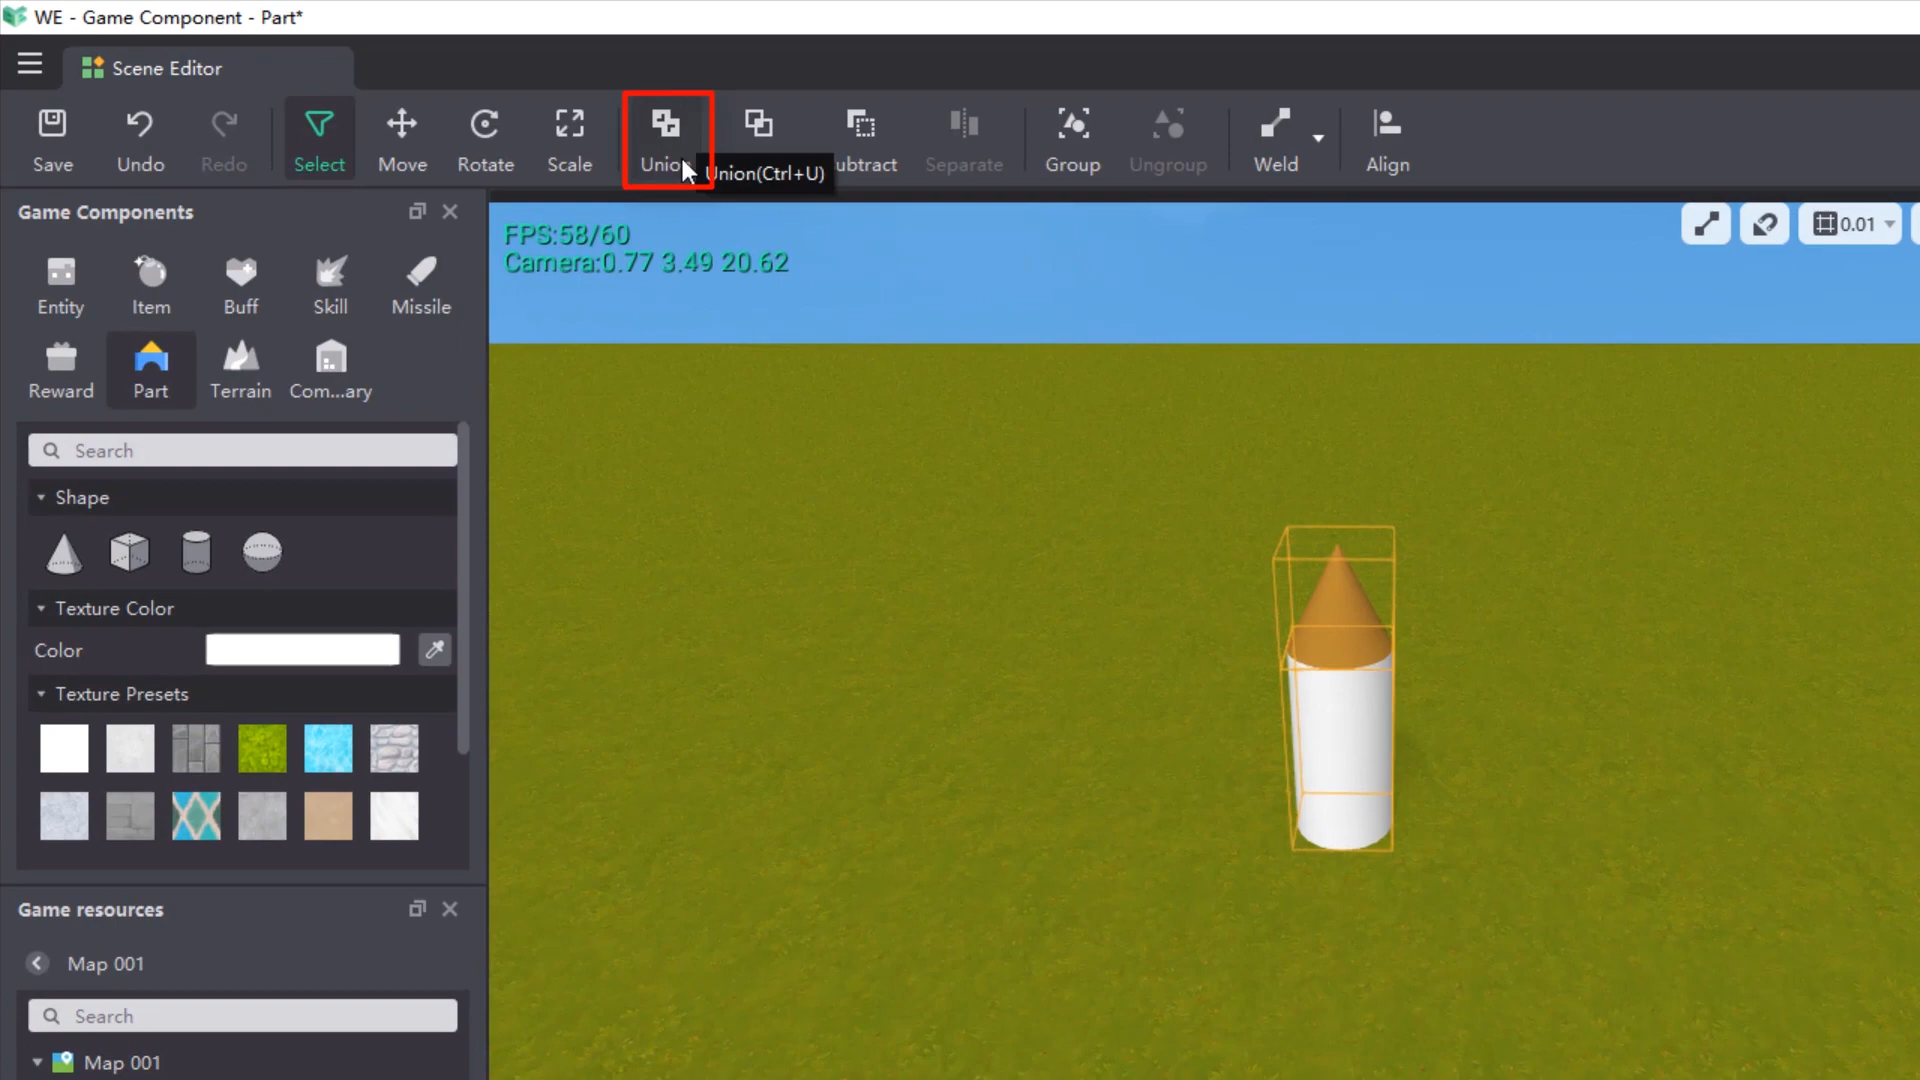 WE - Game Component - Part*
Scene Editor
Save Undo Redo Select Move Rotate Scale Union ubtract Separate Group Ungroup Weld Align
Union(Ctrl+U)
Game Components
Entity Item Buff Skill Missile
Reward Part Terrain Com...ary
Search
Shape
Texture Color
Color
Texture Presets
Game resources
Map 001
Search
Map 001
FPS:58/60
Camera:0.77 3.49 20.62
0.01